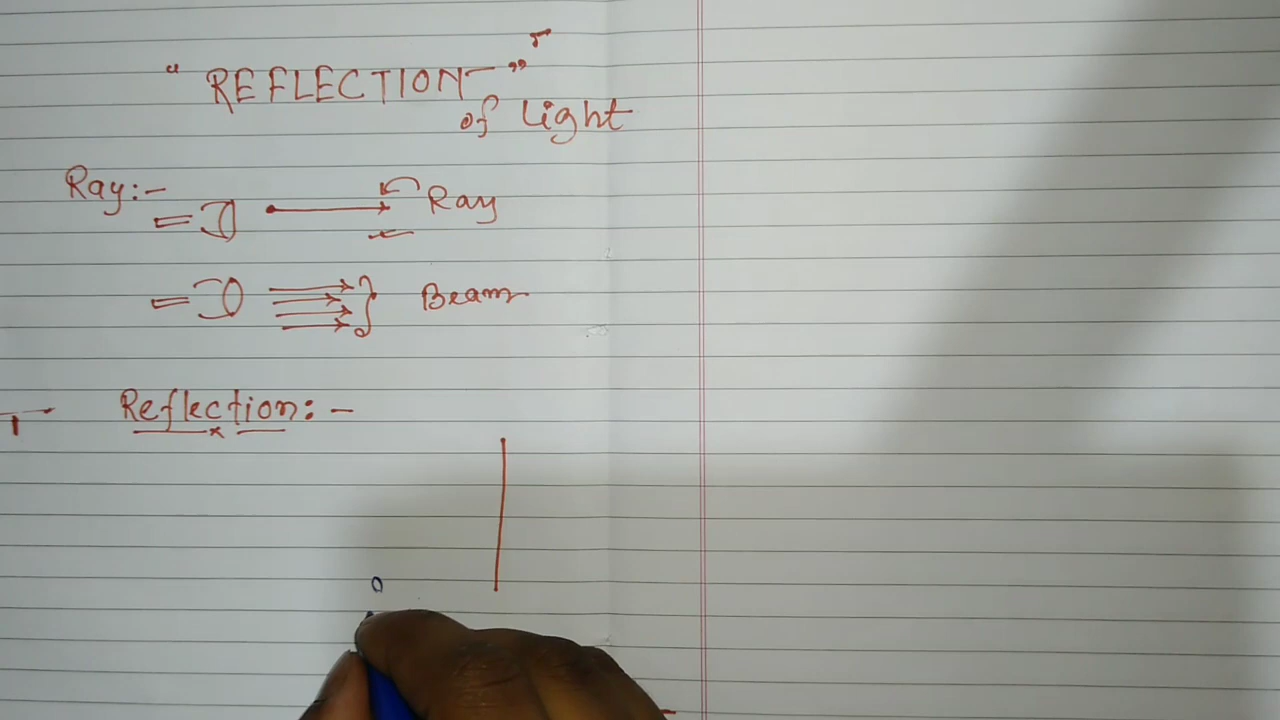 "REFLECTION"
of Light
Ray:-
Ray
Beam
Reflection:-